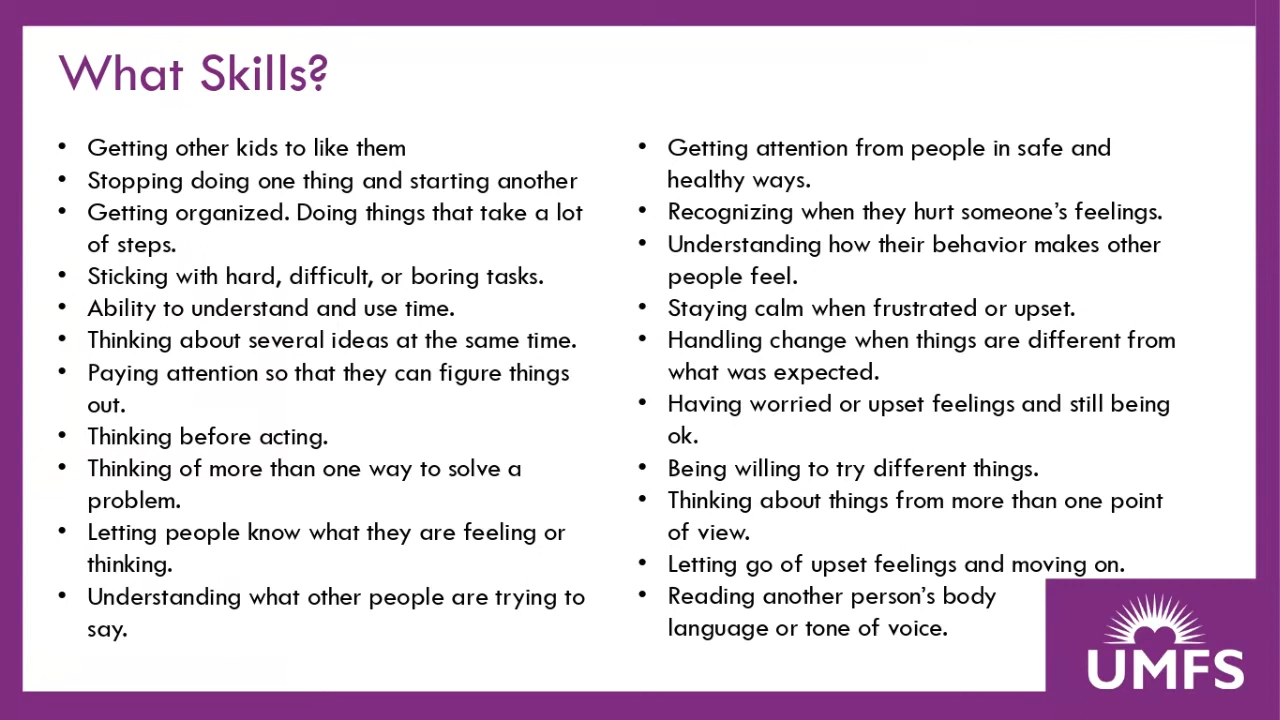 What Skills?
• Getting other kids to like them
• Stopping doing one thing and starting another
• Getting organized. Doing things that take a lot
of steps.
• Sticking with hard, difficult, or boring tasks.
• Ability to understand and use time.
• Thinking about several ideas at the same time.
• Paying attention so that they can figure things
out.
• Thinking before acting.
• Thinking of more than one way to solve a
problem.
• Letting people know what they are feeling or
thinking.
• Understanding what other people are trying to
say.
• Getting attention from people in safe and
healthy ways.
• Recognizing when they hurt someone’s feelings.
• Understanding how their behavior makes other
people feel.
• Staying calm when frustrated or upset.
• Handling change when things are different from
what was expected.
• Having worried or upset feelings and still being
ok.
• Being willing to try different things.
• Thinking about things from more than one point
of view.
• Letting go of upset feelings and moving on.
• Reading another person’s body
language or tone of voice.
UMFS